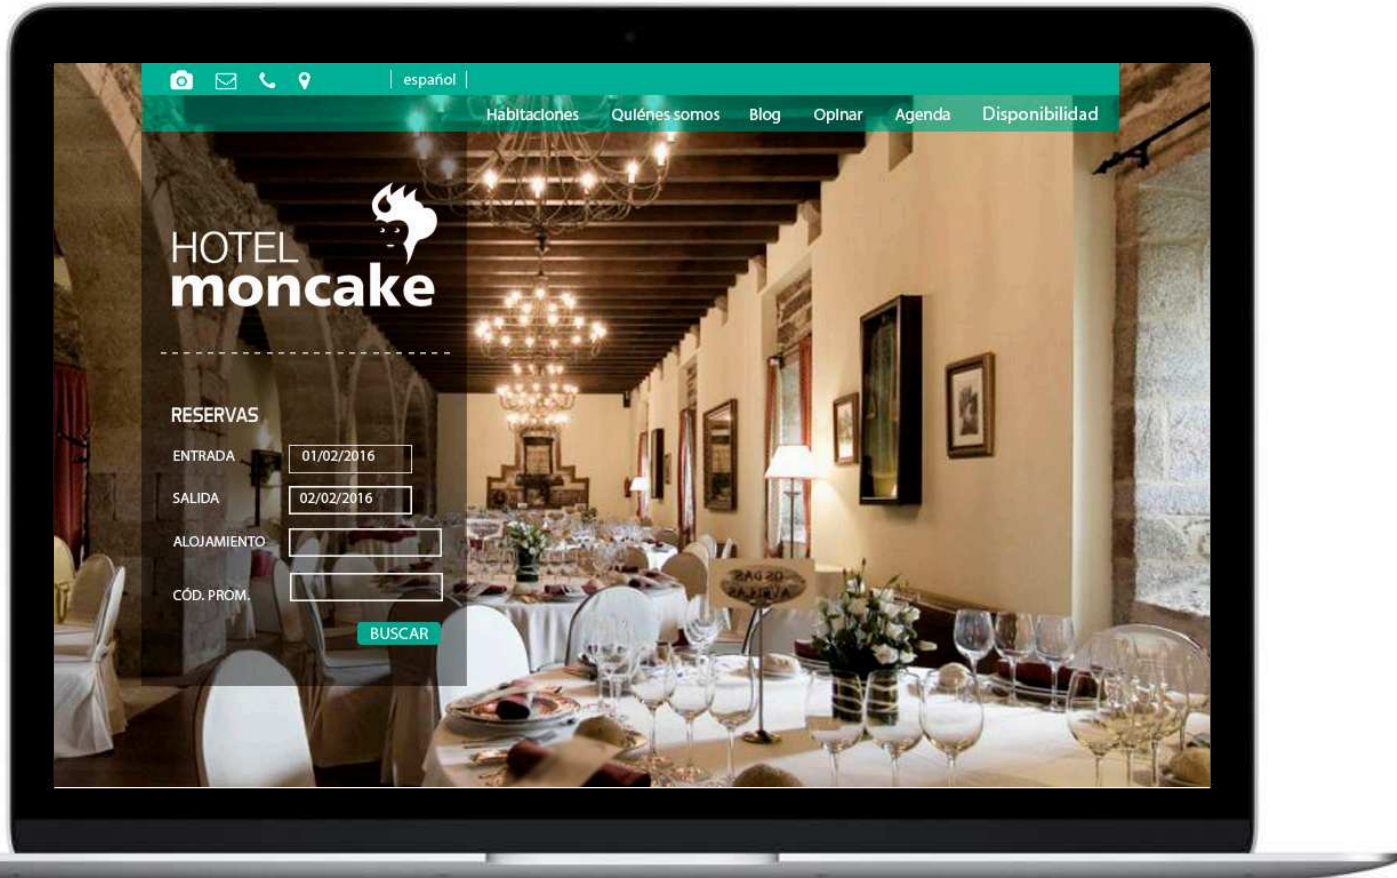 español
Habitaciones Quiénes somos Blog Opinar Agenda Disponibilidad
HOTEL
moncake
RESERVAS
ENTRADA 01/02/2016
SALIDA 02/02/2016
ALOJAMIENTO
CÓD. PROM.
BUSCAR